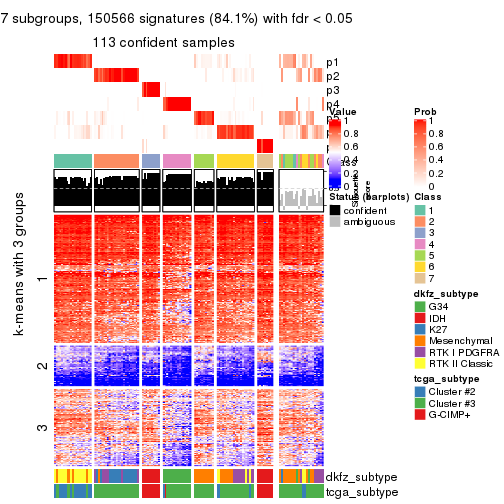 7 subgroups, 150566 signatures (84.1%) with fdr < 0.05
113 confident samples
p1
p2
p3
p4
Value
1
0.8
0.6
0.4
0.2
0
Prob
1
0.8
0.6
0.4
0.2
0
Status (barplots)
confident
ambiguous
Class
1
2
3
4
5
6
7
k-means with 3 groups
1
2
3
dkfz_subtype
G34
IDH
K27
Mesenchymal
RTK I PDGFRA
RTK II Classic
tcga_subtype
Cluster #2
Cluster #3
G-CIMP+
dkfz_subtype
tcga_subtype